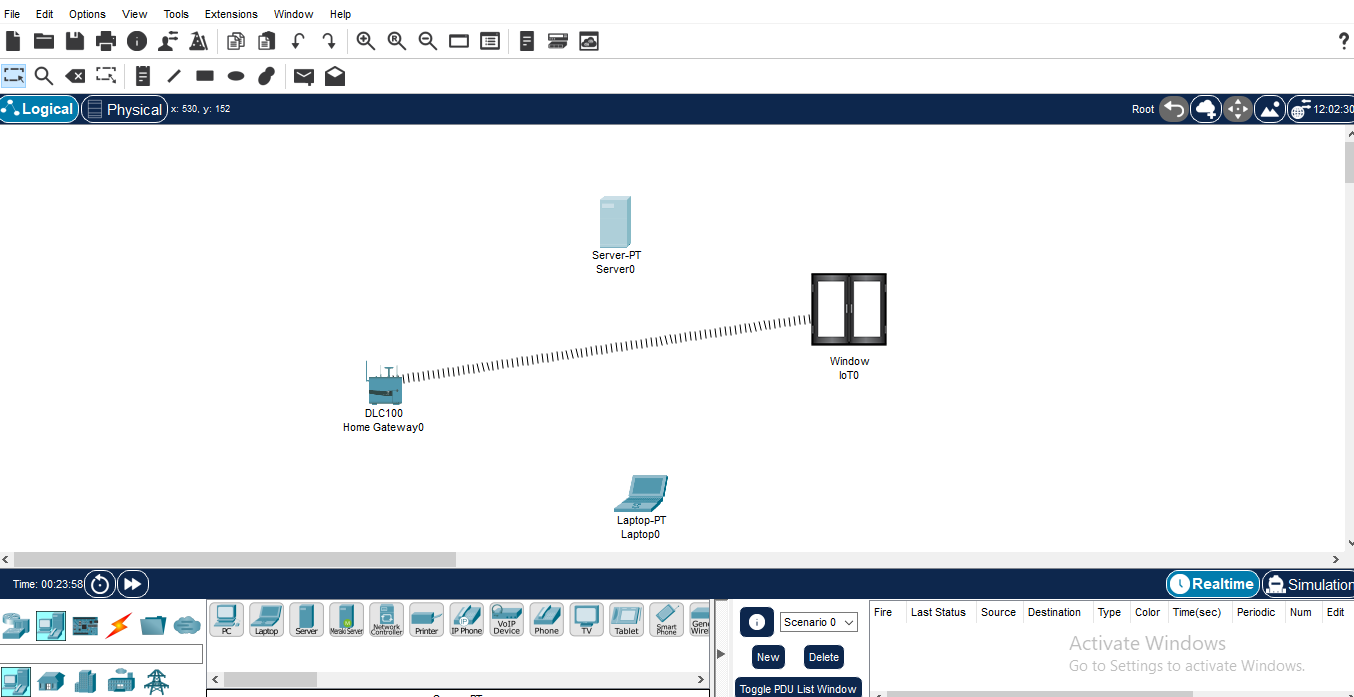 File Edit Options View Tools Extensions Window Help
?
Logical Physical x: 530, y: 152 Root 12:02:30
Server-PT
Server0
Window
IoT0
DLC100
Home Gateway0
Laptop-PT
Laptop0
Time: 00:23:58 Realtime Simulation
PC Laptop Server Meraki Server Network Controller Printer IP Phone VoIP Device Phone TV Tablet Smart Phone
Scenario 0
New Delete
Toggle PDU List Window
Fire Last Status Source Destination Type Color Time(sec) Periodic Num Edit
Activate Windows
Go to Settings to activate Windows.